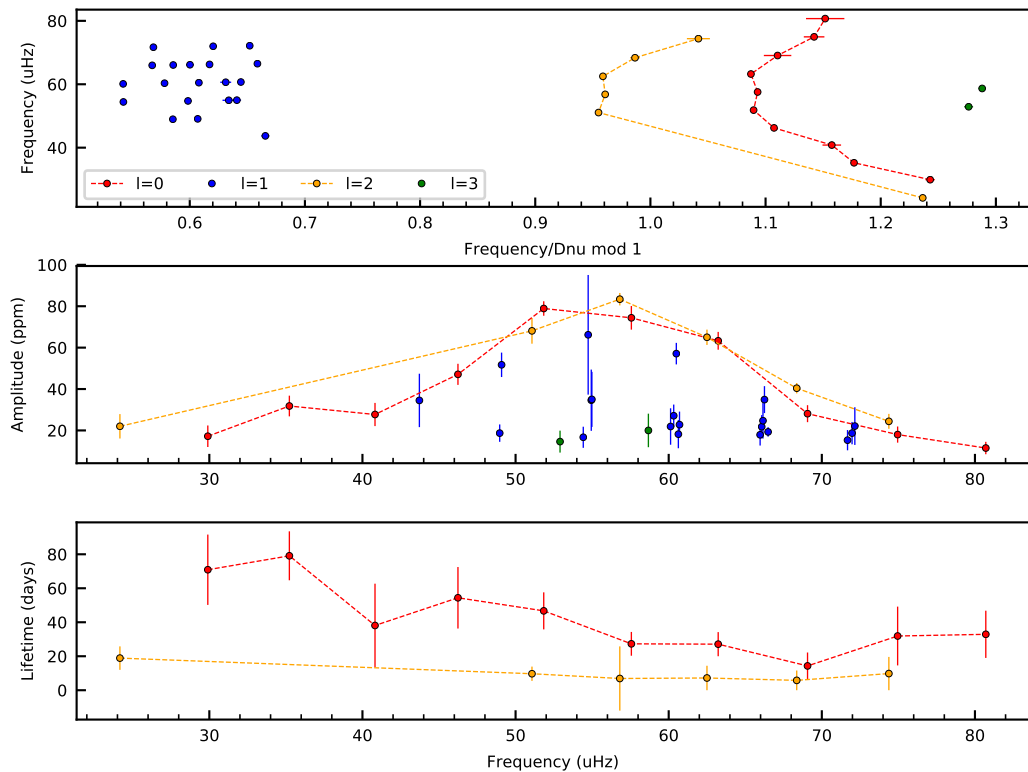 80
60
40
Frequency (uHz)
l=0 l=1 l=2 l=3
0.6 0.7 0.8 0.9 1.0 1.1 1.2 1.3
Frequency/Dnu mod 1
100
80
60
40
20
Amplitude (ppm)
30 40 50 60 70 80
80
60
40
20
0
Lifetime (days)
30 40 50 60 70 80
Frequency (uHz)